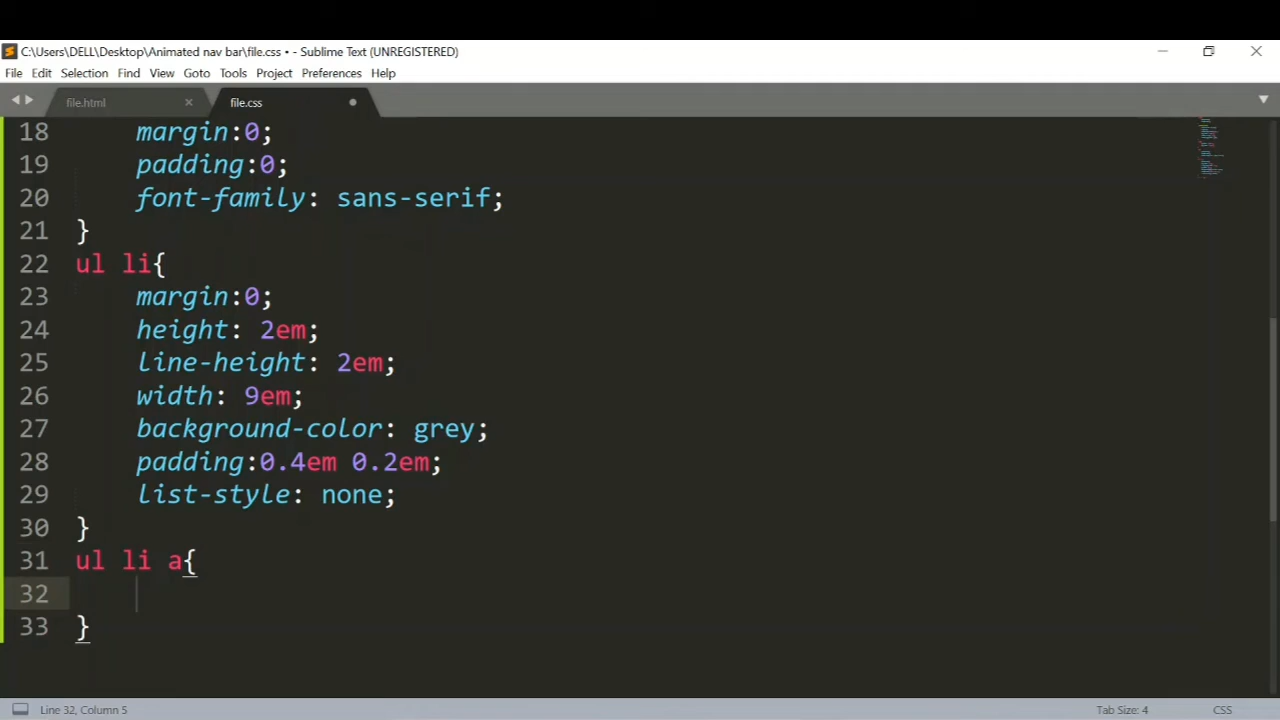 C:\Users\DELL\Desktop\Animated nav bar\file.css • - Sublime Text (UNREGISTERED)
File Edit Selection Find View Goto Tools Project Preferences Help
file.html file.css
18 margin:0;
19 padding:0;
20 font-family: sans-serif;
21 }
22 ul li{
23 margin:0;
24 height: 2em;
25 line-height: 2em;
26 width: 9em;
27 background-color: grey;
28 padding:0.4em 0.2em;
29 list-style: none;
30 }
31 ul li a{
32
33 }
Line 32, Column 5 Tab Size: 4 CSS